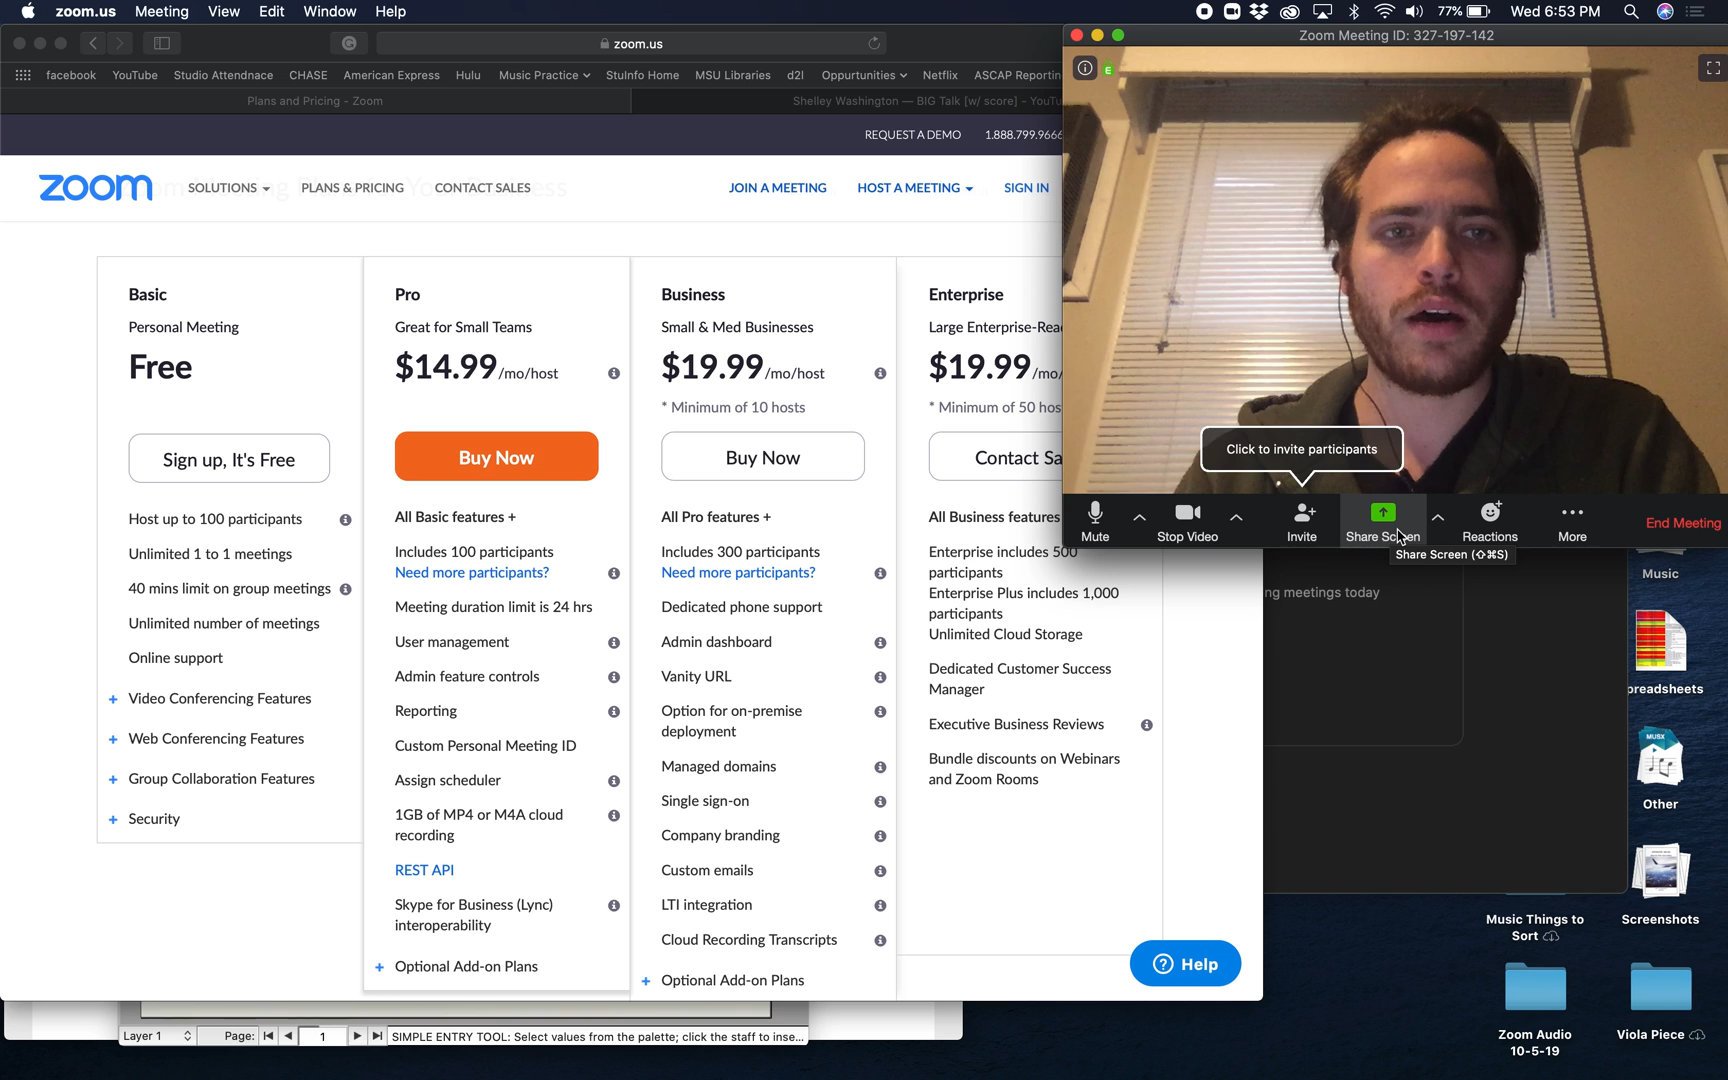 zoom.us Meeting View Edit Window Help
77% Wed 6:53 PM
zoom.us
facebook YouTube Studio Attendnace CHASE American Express Hulu Music Practice StuInfo Home MSU Libraries d2l Oppurtunities Netflix ASCAP Reportin
Plans and Pricing - Zoom
Shelley Washington — BIG Talk [w/ score] - YouTu
REQUEST A DEMO 1.888.799.9666
zoom SOLUTIONS PLANS & PRICING CONTACT SALES
JOIN A MEETING HOST A MEETING SIGN IN
Basic
Personal Meeting
Free
Sign up, It's Free
Host up to 100 participants
Unlimited 1 to 1 meetings
40 mins limit on group meetings
Unlimited number of meetings
Online support
+ Video Conferencing Features
+ Web Conferencing Features
+ Group Collaboration Features
+ Security
Pro
Great for Small Teams
$14.99/mo/host
Buy Now
All Basic features +
Includes 100 participants
Need more participants?
Meeting duration limit is 24 hrs
User management
Admin feature controls
Reporting
Custom Personal Meeting ID
Assign scheduler
1GB of MP4 or M4A cloud
recording
REST API
Skype for Business (Lync)
interoperability
+ Optional Add-on Plans
Business
Small & Med Businesses
$19.99/mo/host
* Minimum of 10 hosts
Buy Now
All Pro features +
Includes 300 participants
Need more participants?
Dedicated phone support
Admin dashboard
Vanity URL
Option for on-premise
deployment
Managed domains
Single sign-on
Company branding
Custom emails
LTI integration
Cloud Recording Transcripts
+ Optional Add-on Plans
Enterprise
Large Enterprise-Rea
$19.99/mo/
* Minimum of 50 hos
Contact Sa
All Business features
Enterprise includes 500
participants
Enterprise Plus includes 1,000
participants
Unlimited Cloud Storage
Dedicated Customer Success
Manager
Executive Business Reviews
Bundle discounts on Webinars
and Zoom Rooms
Help
Zoom Meeting ID: 327-197-142
E
Click to invite participants
Mute Stop Video Invite Share Screen Reactions More End Meeting
Share Screen (⇧⌘S)
ng meetings today
Music
preadsheets
MUSX
Other
Music Things to
Sort
Screenshots
Zoom Audio
10-5-19
Viola Piece
Layer 1 Page: 1 SIMPLE ENTRY TOOL: Select values from the palette; click the staff to inse...